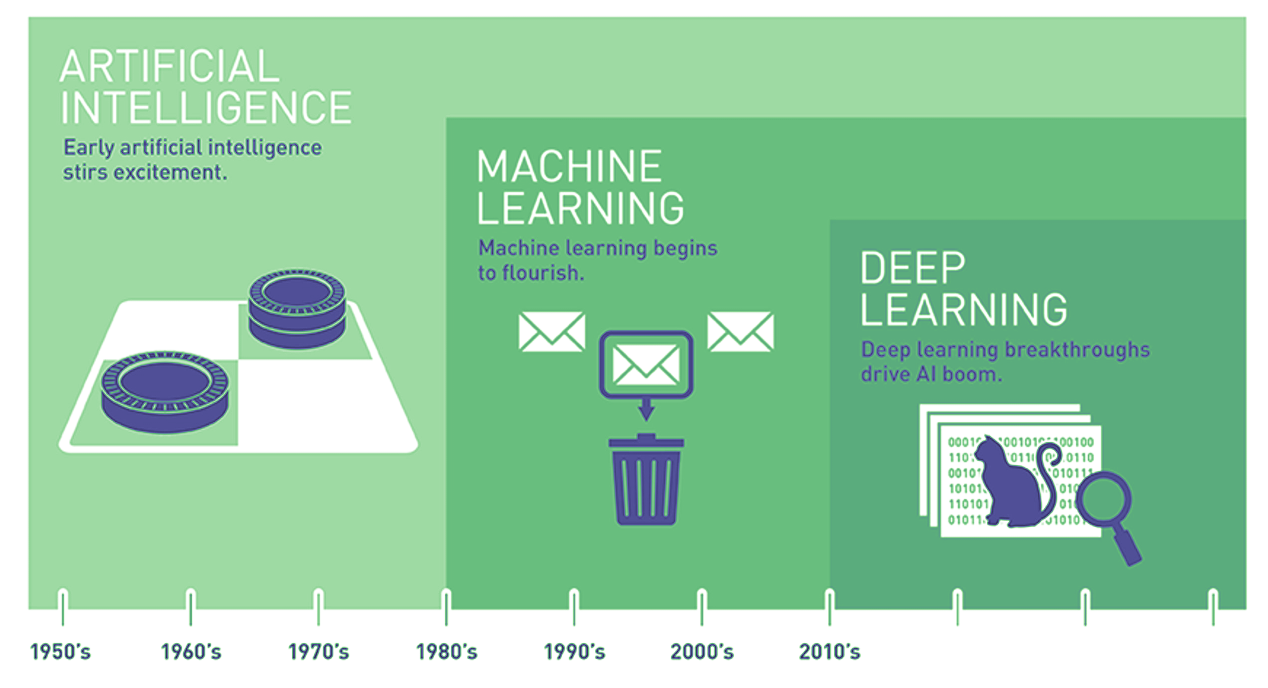 ARTIFICIAL
INTELLIGENCE
Early artificial intelligence
stirs excitement.
MACHINE
LEARNING
Machine learning begins
to flourish.
DEEP
LEARNING
Deep learning breakthroughs
drive AI boom.
1950's
1960's
1970's
1980's
1990's
2000's
2010's